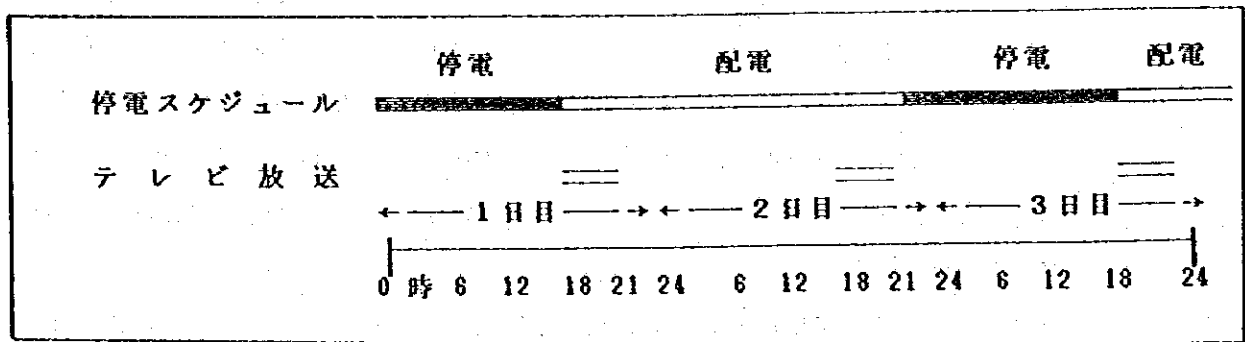 停電 配電 停電 配電
停電スケジュール
テレビ放送
1日目 2日目 3日目
0時 6 12 18 21 24 6 12 18 21 24 6 12 18 24